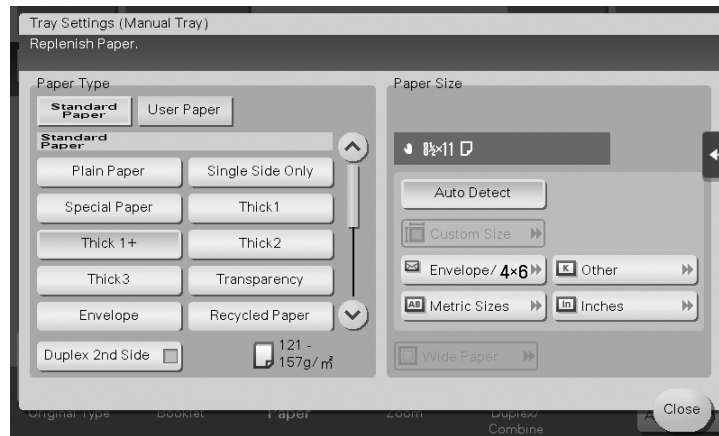 Tray Settings (Manual Tray)
Replenish Paper.
Paper Type
Standard
Paper
User Paper
Standard
Paper
Plain Paper
Single Side Only
Special Paper
Thick1
Thick 1+
Thick2
Thick3
Transparency
Envelope
Recycled Paper
Duplex 2nd Side
121 -
157g/㎡
Paper Size
8½×11
Auto Detect
Custom Size
Envelope/ 4×6
K Other
AB Metric Sizes
In Inches
Wide Paper
Close
Original Type
Booklet
Paper
Zoom
Duplex/
Combine